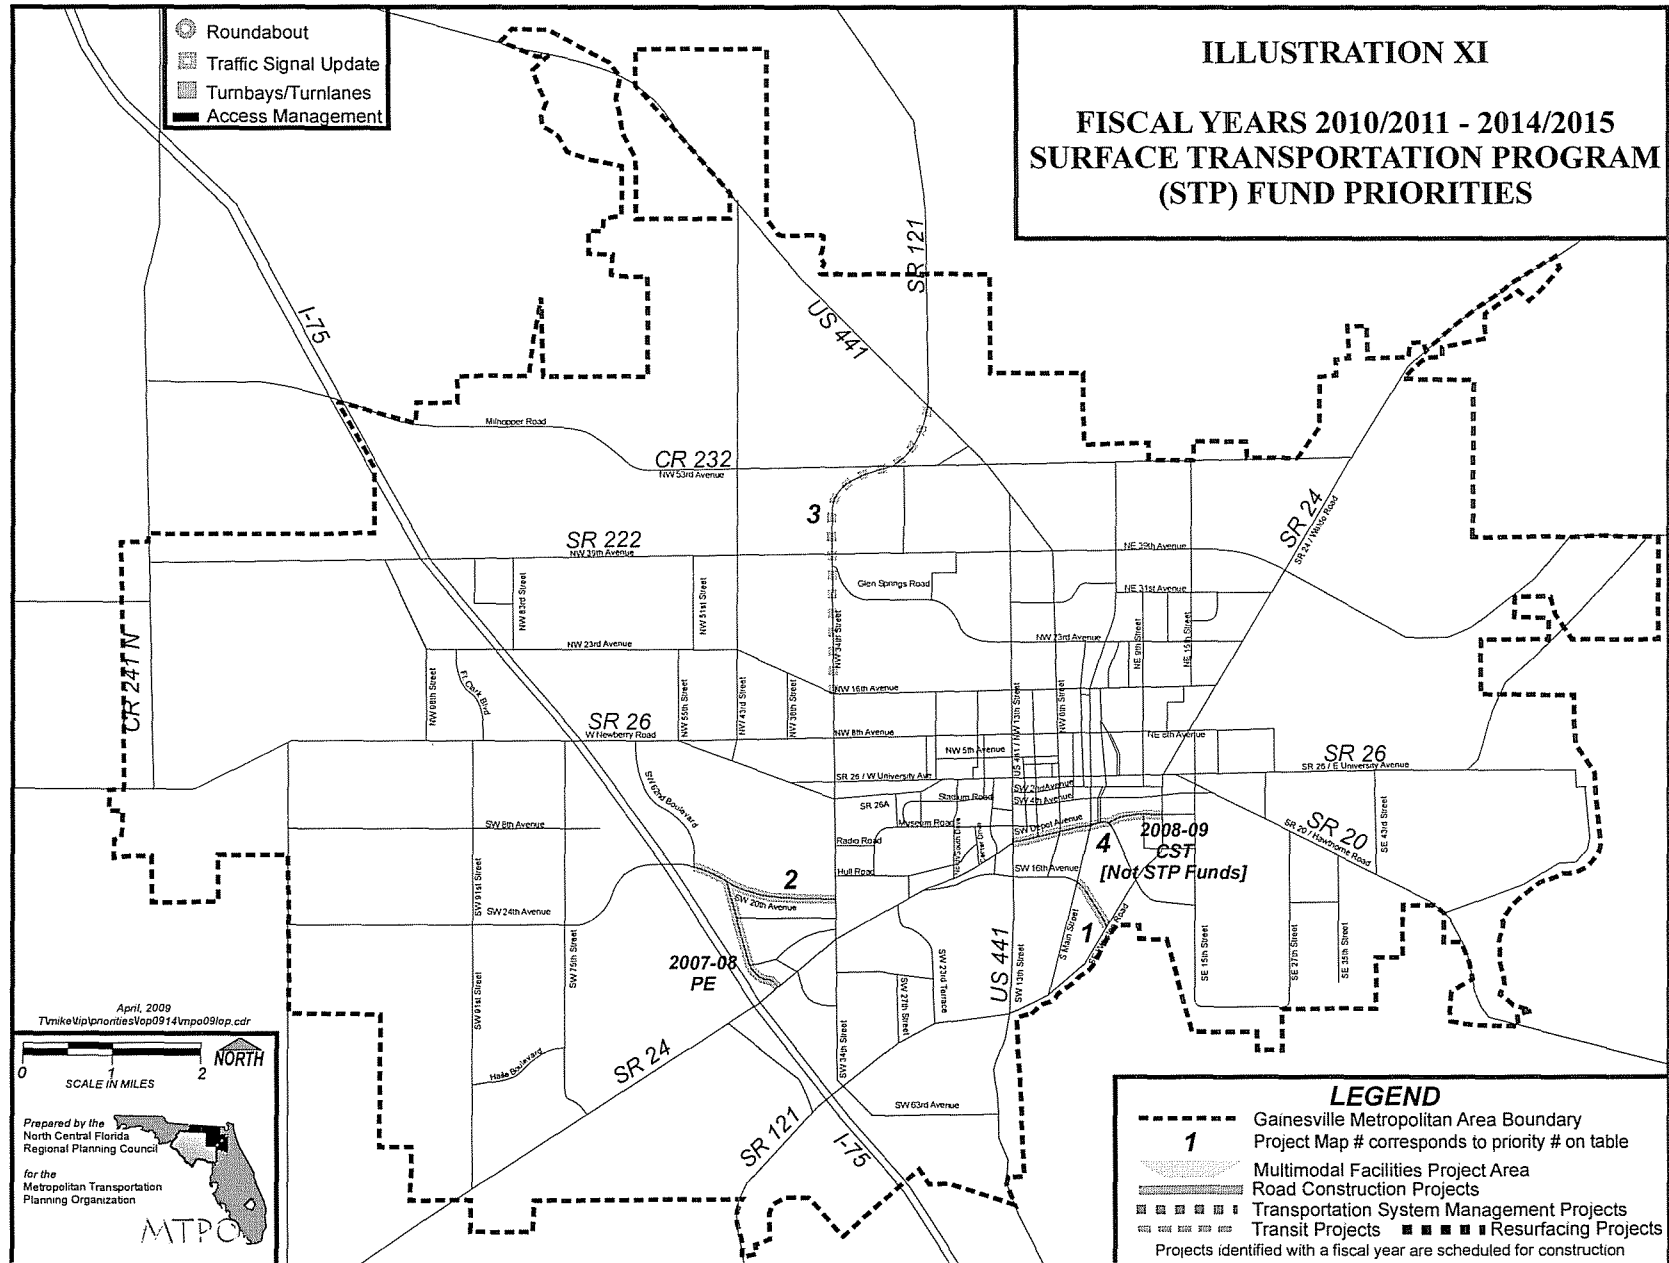 Roundabout
Traffic Signal Update
Turnbays/Turnlanes
Access Management
ILLUSTRATION XI
FISCAL YEARS 2010/2011 - 2014/2015
SURFACE TRANSPORTATION PROGRAM
(STP) FUND PRIORITIES
SR 121
US 441
I-75
Millhopper Road
CR 232
NW 53rd Avenue
3
SR 24
SR 24 / Waldo Road
SR 222
NW 39th Avenue
NE 39th Avenue
Glen Springs Road
NE 31st Avenue
NW 83rd Street
NW 51st Street
NW 34th Street
NW 23rd Avenue
NW 23rd Avenue
NE 9th Street
NE 15th Street
CR 241 N
NW 98th Street
Ft. Clark Blvd
NW 55th Street
NW 43rd Street
NW 38th Street
NW 16th Avenue
US 441 / NW 13th Street
NW 6th Street
SR 26
W Newberry Road
NW 8th Avenue
NE 8th Avenue
NW 5th Avenue
SR 26
SR 26 / E University Avenue
SR 26 / W University Ave
SW 62nd Boulevard
SW 2nd Avenue
SW 4th Avenue
Stadium Road
SR 26A
Museum Road
SW Depot Avenue
SW 8th Avenue
Radio Road
2008-09
CST
[Not STP Funds]
4
SR 20
SR 20 / Hawthorne Road
SE 43rd Street
Hull Road
SW 16th Avenue
2
SW 20th Avenue
SW 91st Street
SW 24th Avenue
1
S Main Street
SW 75th Street
2007-08
PE
SW 23rd Terrace
US 441
SW 13th Street
SE 15th Street
SE 27th Street
SE 35th Street
SW 91st Street
SW 27th Street
SW 34th Street
April, 2009
T\mike\tip\priorities\lop0914\mpo09lop.cdr
Haile Boulevard
SR 24
SW 63rd Avenue
SR 121
I-75
NORTH
0 1 2
SCALE IN MILES
Prepared by the
North Central Florida
Regional Planning Council
for the
Metropolitan Transportation
Planning Organization
MTPO
LEGEND
Gainesville Metropolitan Area Boundary
1 Project Map # corresponds to priority # on table
Multimodal Facilities Project Area
Road Construction Projects
Transportation System Management Projects
Transit Projects Resurfacing Projects
Projects identified with a fiscal year are scheduled for construction